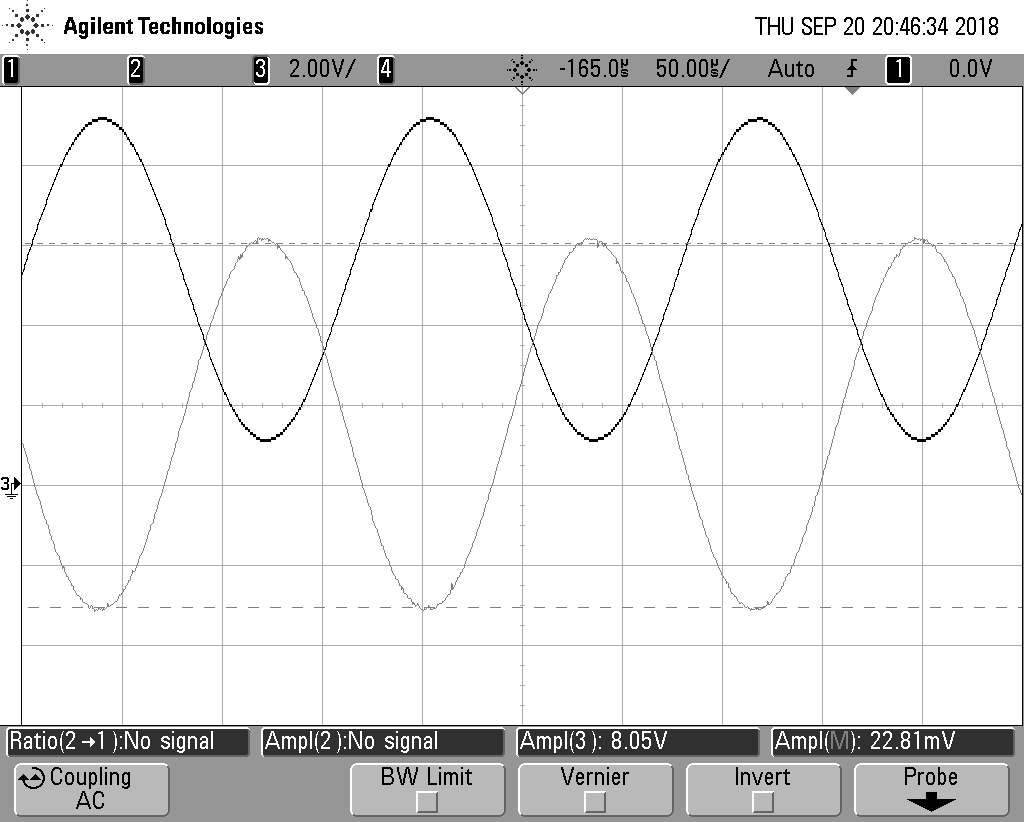 Agilent Technologies THU SEP 20 20:46:34 2018
1 2 3 2.00V/ 4 -165.0µs 50.00µs/ Auto 1 0.0V
3
Ratio(2→1):No signal Ampl(2):No signal Ampl(3): 8.05V Ampl(M): 22.81mV
Coupling BW Limit Vernier Invert Probe
AC